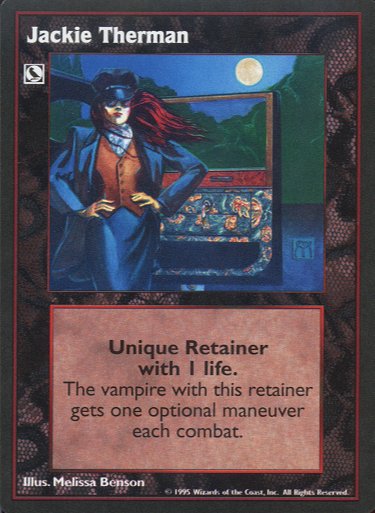 Jackie Therman
Unique Retainer
with 1 life.
The vampire with this retainer
gets one optional maneuver
each combat.
Illus. Melissa Benson
© 1995 Wizards of the Coast, Inc. All Rights Reserved.